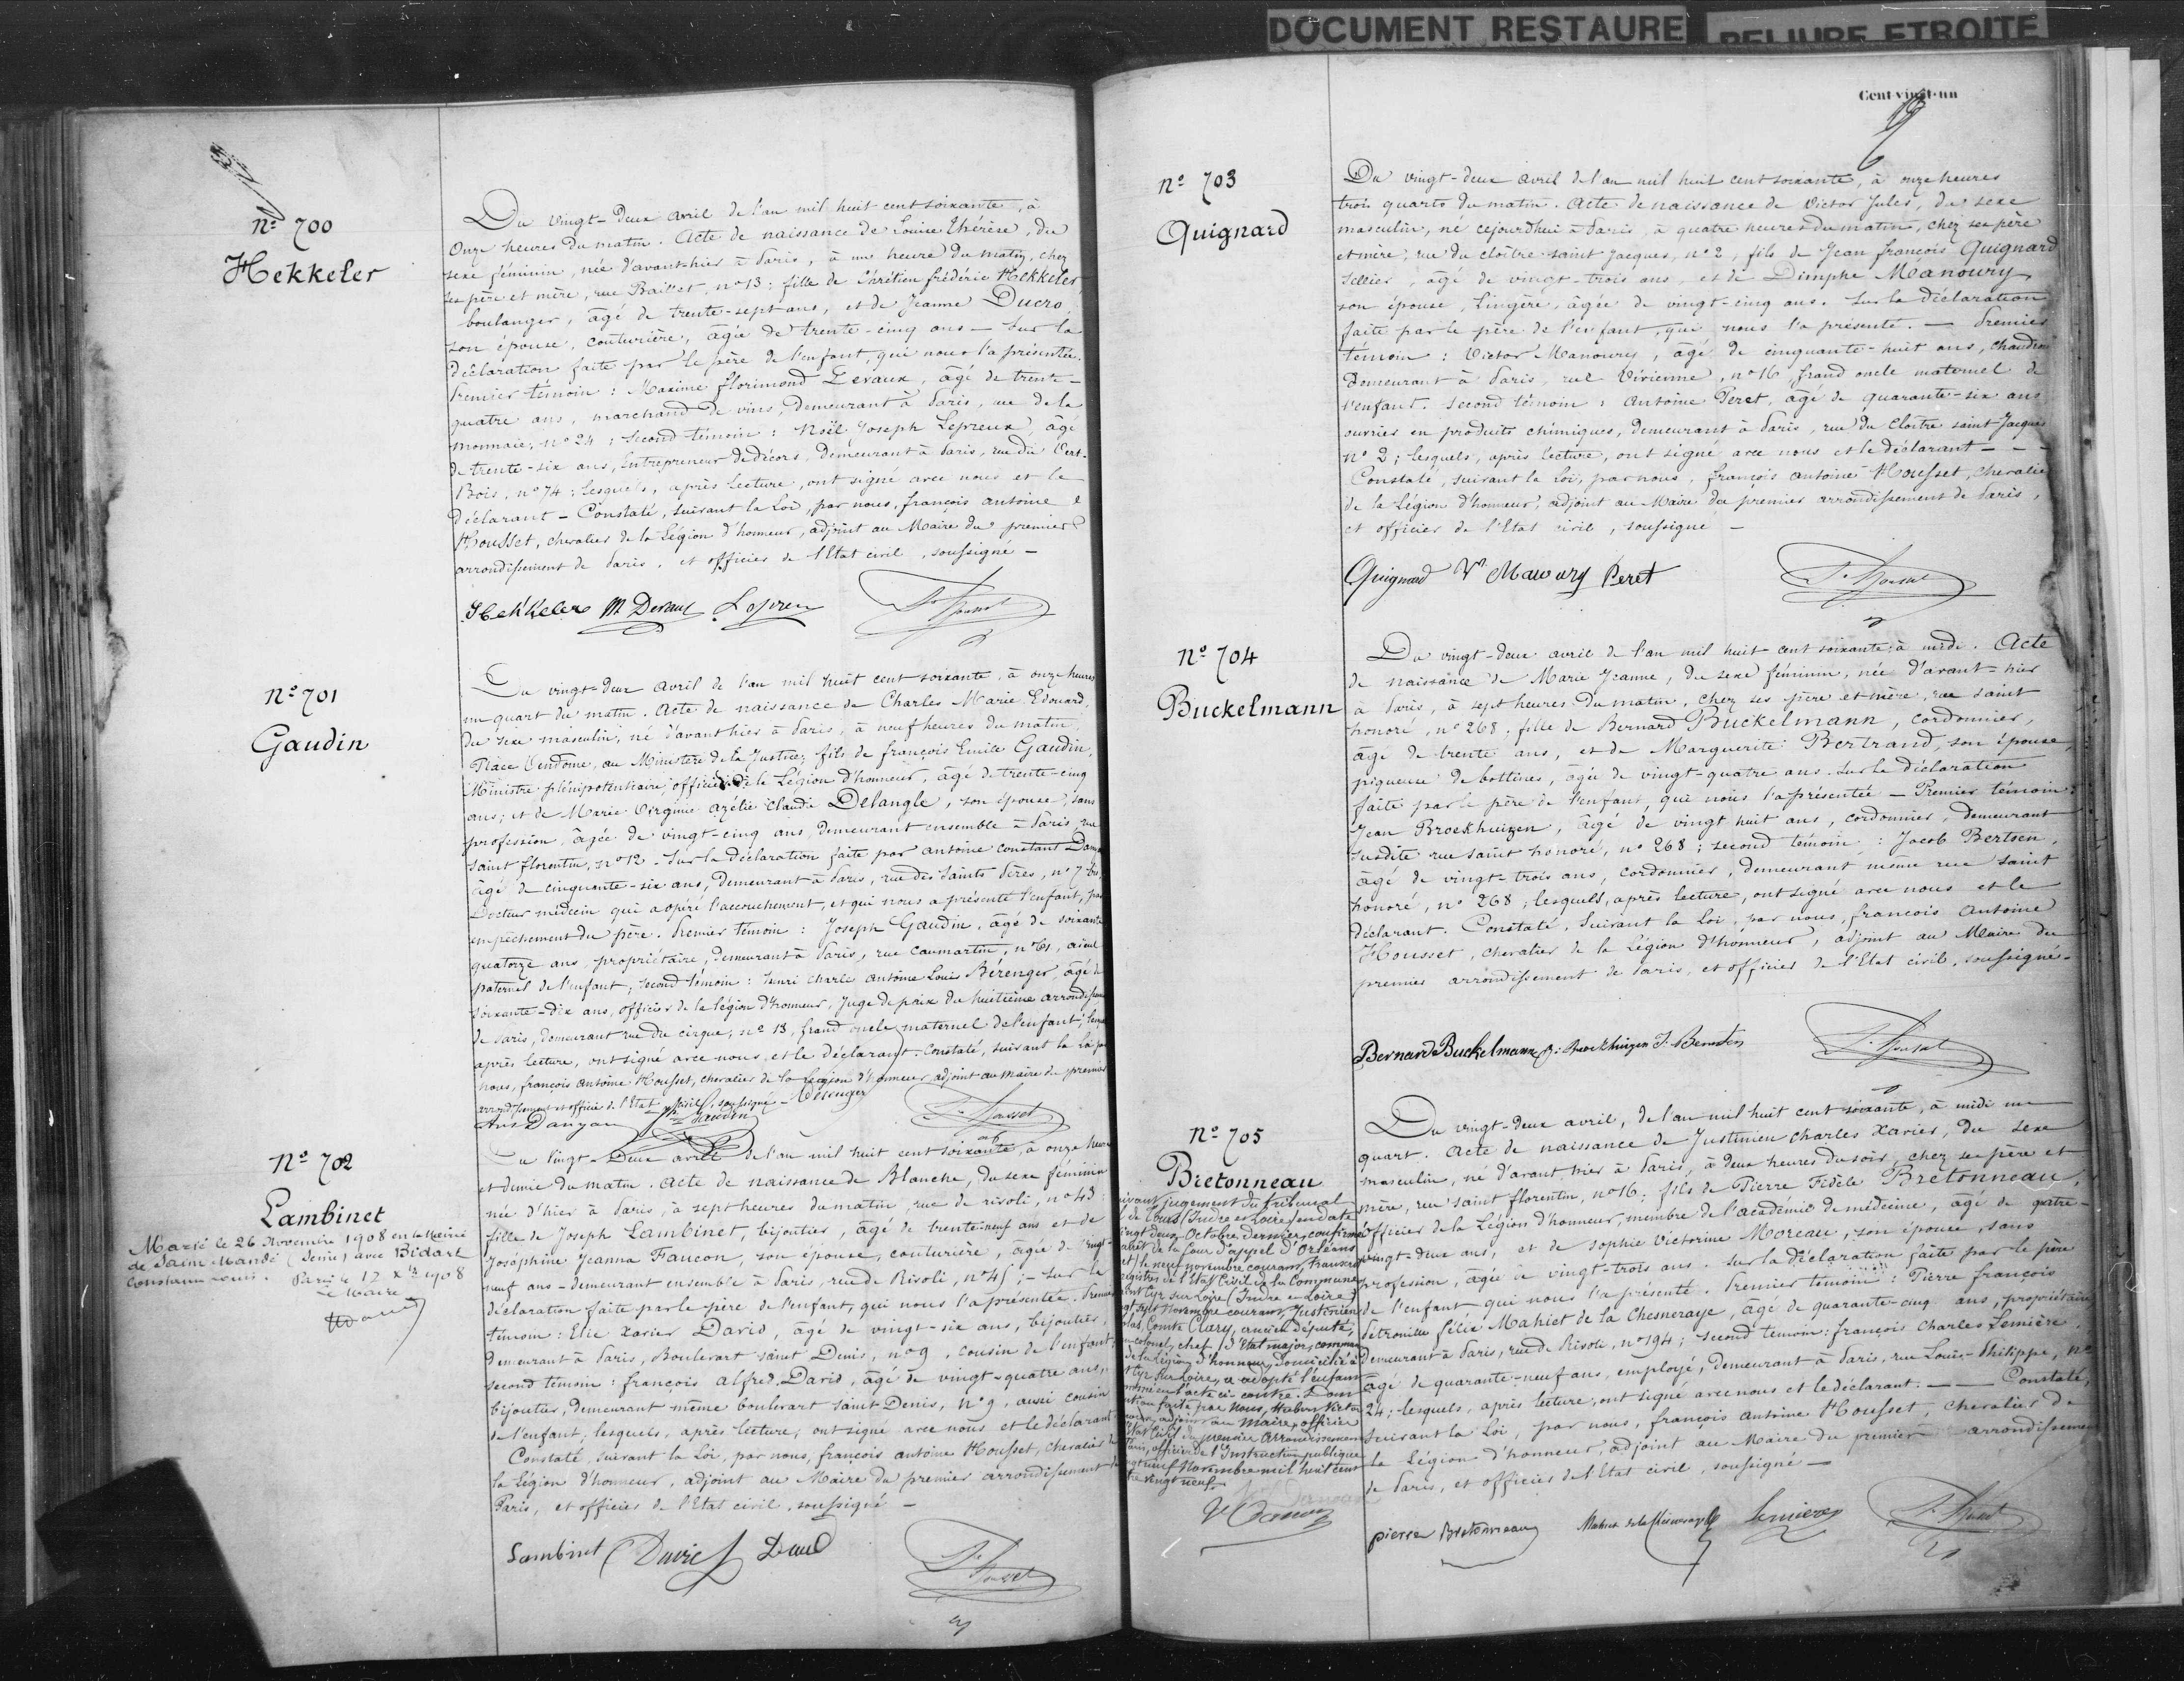 DOCUMENT RESTAURE
RELIURE ETROITE
Nº 700
Hekkeler
Du vingt-deux avril de l'an mil huit cent soixante, à
onze heures du matin. Acte de naissance de Louise Thérèse, du
sexe féminin, née d'avant-hier à Paris, à une heure du matin, chez
ses père et mère, rue Baillet, nº 13; fille de Chrétien frédéric Hekkeler,
boulanger, âgé de trente-sept ans, et de Jeanne Ducro,
son épouse, couturière, âgée de trente-cinq ans — Sur la
déclaration faite par le père de l'enfant, qui nous l'a présentée.
Premier témoin : Maxime florimond Devaux, âgé de trente-
quatre ans, marchand de vins, demeurant à Paris, rue de la
monnaie, nº 24; Second témoin : Noël Joseph Lepreux, âgé
de trente-six ans, Entrepreneur de décors, demeurant à Paris, rue du Vert-
Bois, nº 74; lesquels, après lecture, ont signé avec nous et le
déclarant — Constaté, suivant la Loi, par nous, françois antoine
Housset, chevalier de la Légion d'honneur, adjoint au Maire du premier
arrondissement de Paris, et officier de l'Etat civil, soussigné —
Hekkeler M Devaux Lepreux F. Housset
Nº 701
Gaudin
Du vingt-deux avril de l'an mil huit cent soixante, à onze heures
un quart du matin. Acte de naissance de Charles Marie Edouard,
du sexe masculin, né d'avant hier à Paris, à neuf heures du matin,
Place Vendôme, au Ministère de la Justice; fils de françois Emile Gaudin,
Ministre plénipotentiaire, officier de la Légion d'honneur, âgé de trente-cinq
ans; et de Marie Virginie Azélie Claudie Delangle, son épouse, sans
profession, âgée de vingt-cinq ans, demeurant ensemble à Paris, rue
saint florentin, nº 12. Sur la déclaration faite par antoine constant
âgé de cinquante-six ans, demeurant à Paris, rue des Saints Pères, nº 7 bis,
Docteur médecin qui a opéré l'accouchement, et qui nous a présenté l'enfant, par
empêchement du père. Premier témoin : Joseph Gaudin, âgé de soixante
quatorze ans, propriétaire, demeurant à Paris, rue Caumartin, nº 61, aïeul
paternel de l'enfant; second témoin : henri charle antoine Louis Bérenger, âgé de
soixante-dix ans, officier de la légion d'honneur, Juge de paix du huitième arrondissement
de Paris, demeurant rue du cirque, nº 13, grand oncle maternel de l'enfant;
après lecture, ont signé avec nous et le déclarant. Constaté, suivant la Loi par
nous, françois antoine Housset, chevalier de la Légion d'honneur, adjoint au maire du premier
arrondissement et officier de l'Etat civil, soussigné — Bérenger
Gaudin F. Housset
Nº 702
Lambinet
Marié le 26 Novembre 1908 en la Mairie
de Saint-Mandé (Seine) avec Bidart
Constant Louis.
Paris le 12 Xbre 1908
Le Maire
Du vingt-deux avril de l'an mil huit cent soixante, à onze heures
et demie du matin. Acte de naissance de Blanche, du sexe féminin
née d'hier à Paris, à sept heures du matin, rue de rivoli, nº 45;
fille de Joseph Lambinet, bijoutier, âgé de trente-neuf ans et de
Josephine Jeanna Faucon, son épouse, couturière, âgée de vingt-
neuf ans — demeurant ensemble à Paris, rue de Rivoli, nº 45; — Sur la
déclaration faite par le père de l'enfant, qui nous l'a présentée. Premier
témoin : Elie Xavier David, âgé de vingt-six ans, bijoutier,
demeurant à Paris, Boulevart saint Denis, nº 9, cousin de l'enfant;
second témoin : françois alfred David, âgé de vingt-quatre ans,
bijoutier, demeurant même boulevart saint-Denis, nº 9, aussi cousin
de l'enfant, lesquels, après lecture, ont signé avec nous et le déclarant.
Constaté, suivant la Loi, par nous, françois antoine Housset, chevalier de
la Légion d'honneur, adjoint au Maire du premier arrondissement de
Paris, et officier de l'Etat civil, soussigné —
Lambinet David David F. Housset
Cent-vingt-un
Nº 703
Quignard
Du vingt-deux avril de l'an mil huit cent soixante, à onze heures
trois quarts du matin. Acte de naissance de Victor Jules, du sexe
masculin, né cejourd'hui à Paris, à quatre heures du matin, chez ses père
et mère, rue du cloître saint Jacques, nº 2, fils de Jean françois Quignard
sellier, âgé de vingt-trois ans, et de Dimphe Manoury
son épouse, lingère, âgée de vingt-cinq ans. Sur la déclaration
faite par le père de l'enfant, qui nous l'a présenté. — Premier
témoin : Victor Manoury, âgé de cinquante-huit ans,
demeurant à Paris, rue Vivienne, nº 16, grand oncle maternel de
l'enfant. Second témoin : Antoine Peret, âgé de quarante-six ans
ouvrier en produits chimiques, demeurant à Paris, rue du Cloître saint-Jacques
nº 2; lesquels, après lecture, ont signé avec nous et le déclarant — — —
Constaté, suivant la Loi, par nous, françois antoine Housset, chevalier
de la Légion d'honneur, adjoint au Maire du premier arrondissement de Paris,
et officier de l'Etat civil, soussigné —
Quignard Vr Manoury Peret F. Housset
Nº 704
Buckelmann
Du vingt-deux avril de l'an mil huit cent soixante à midi. Acte
de naissance de Marie Jeanne, du sexe féminin, née d'avant-hier
à Paris, à sept heures du matin, chez ses père et mère, rue saint
honoré, nº 268, fille de Bernard Buckelmann, cordonnier,
âgé de trente ans, et de Marguerite Bertrand, son épouse,
piqueuse de bottines, âgée de vingt-quatre ans. Sur la déclaration
faite par le père de l'enfant, qui nous l'a présentée — Premier témoin :
Jean Broekhuizen, âgé de vingt huit ans, cordonnier, demeurant
susdite rue saint honoré, nº 268; second témoin : Jacob Bertsen,
âgé de vingt-trois ans, cordonnier, demeurant même rue saint
honoré, nº 268; lesquels, après lecture, ont signé avec nous et le
déclarant. Constaté, suivant la Loi, par nous, françois antoine
Housset, chevalier de la Légion d'honneur, adjoint au Maire du
premier arrondissement de Paris, et officier de l'Etat civil, soussigné —
Bernard Buckelmann J: Broekhuizen F. Housset
Nº 705
Bretonneau
suivant jugement du tribunal
de Tours (Indre et Loire) en date
vingt deux Octobre dernier, confirmé
arrêt de la Cour d'appel d'Orléans
le neuf novembre courant,
registres de l'Etat Civil de la Commune
Saint Cyr sur Loire (Indre et Loire)
Novembre courant, Justinien
Comte Clary, ancien député,
colonel, chef d'Etat major,
de la Légion d'honneur, domicilié à
St Cyr sur Loire, a adopté l'enfant
en l'acte ci-contre. Dont
mention faite par Nous, Victor
adjoint au Maire, officier
Etat Civil du premier Arrondissement
Paris, officier de l'Instruction publique
vingt neuf Novembre mil huit cent
quatre vingt neuf.
Du vingt-deux avril, de l'an mil huit cent soixante, à midi un
quart. Acte de naissance de Justinien Charles Xavier, du sexe
masculin, né d'avant hier à Paris, à deux heures du soir, chez ses père et
mère, rue saint florentin, nº 16; fils de Pierre Fidèle Bretonneau,
officier de la Légion d'honneur, membre de l'académie de médecine, âgé de quatre-
vingt-deux ans, et de Sophie Victorine Moreau, son épouse, sans
profession, âgée de vingt-trois ans. Sur la déclaration faite par le père
de l'enfant qui nous l'a présenté. Premier témoin : Pierre françois
félix Mahiet de la Chesneraye, âgé de quarante-cinq ans, propriétaire
demeurant à Paris, rue de Rivoli, nº 194; second témoin : françois Charles Lemière,
âgé de quarante-neuf ans, employé, demeurant à Paris, rue Louis-Philippe, nº
24; lesquels, après lecture, ont signé avec nous et le déclarant. — — Constaté,
suivant la Loi, par nous, françois antoine Housset, chevalier de
la Légion d'honneur, adjoint au Maire du premier arrondissement
de Paris, et officier de l'Etat civil, soussigné —
pierre Bretonneau Mahiet de la Chesneraye Lemière F. Housset